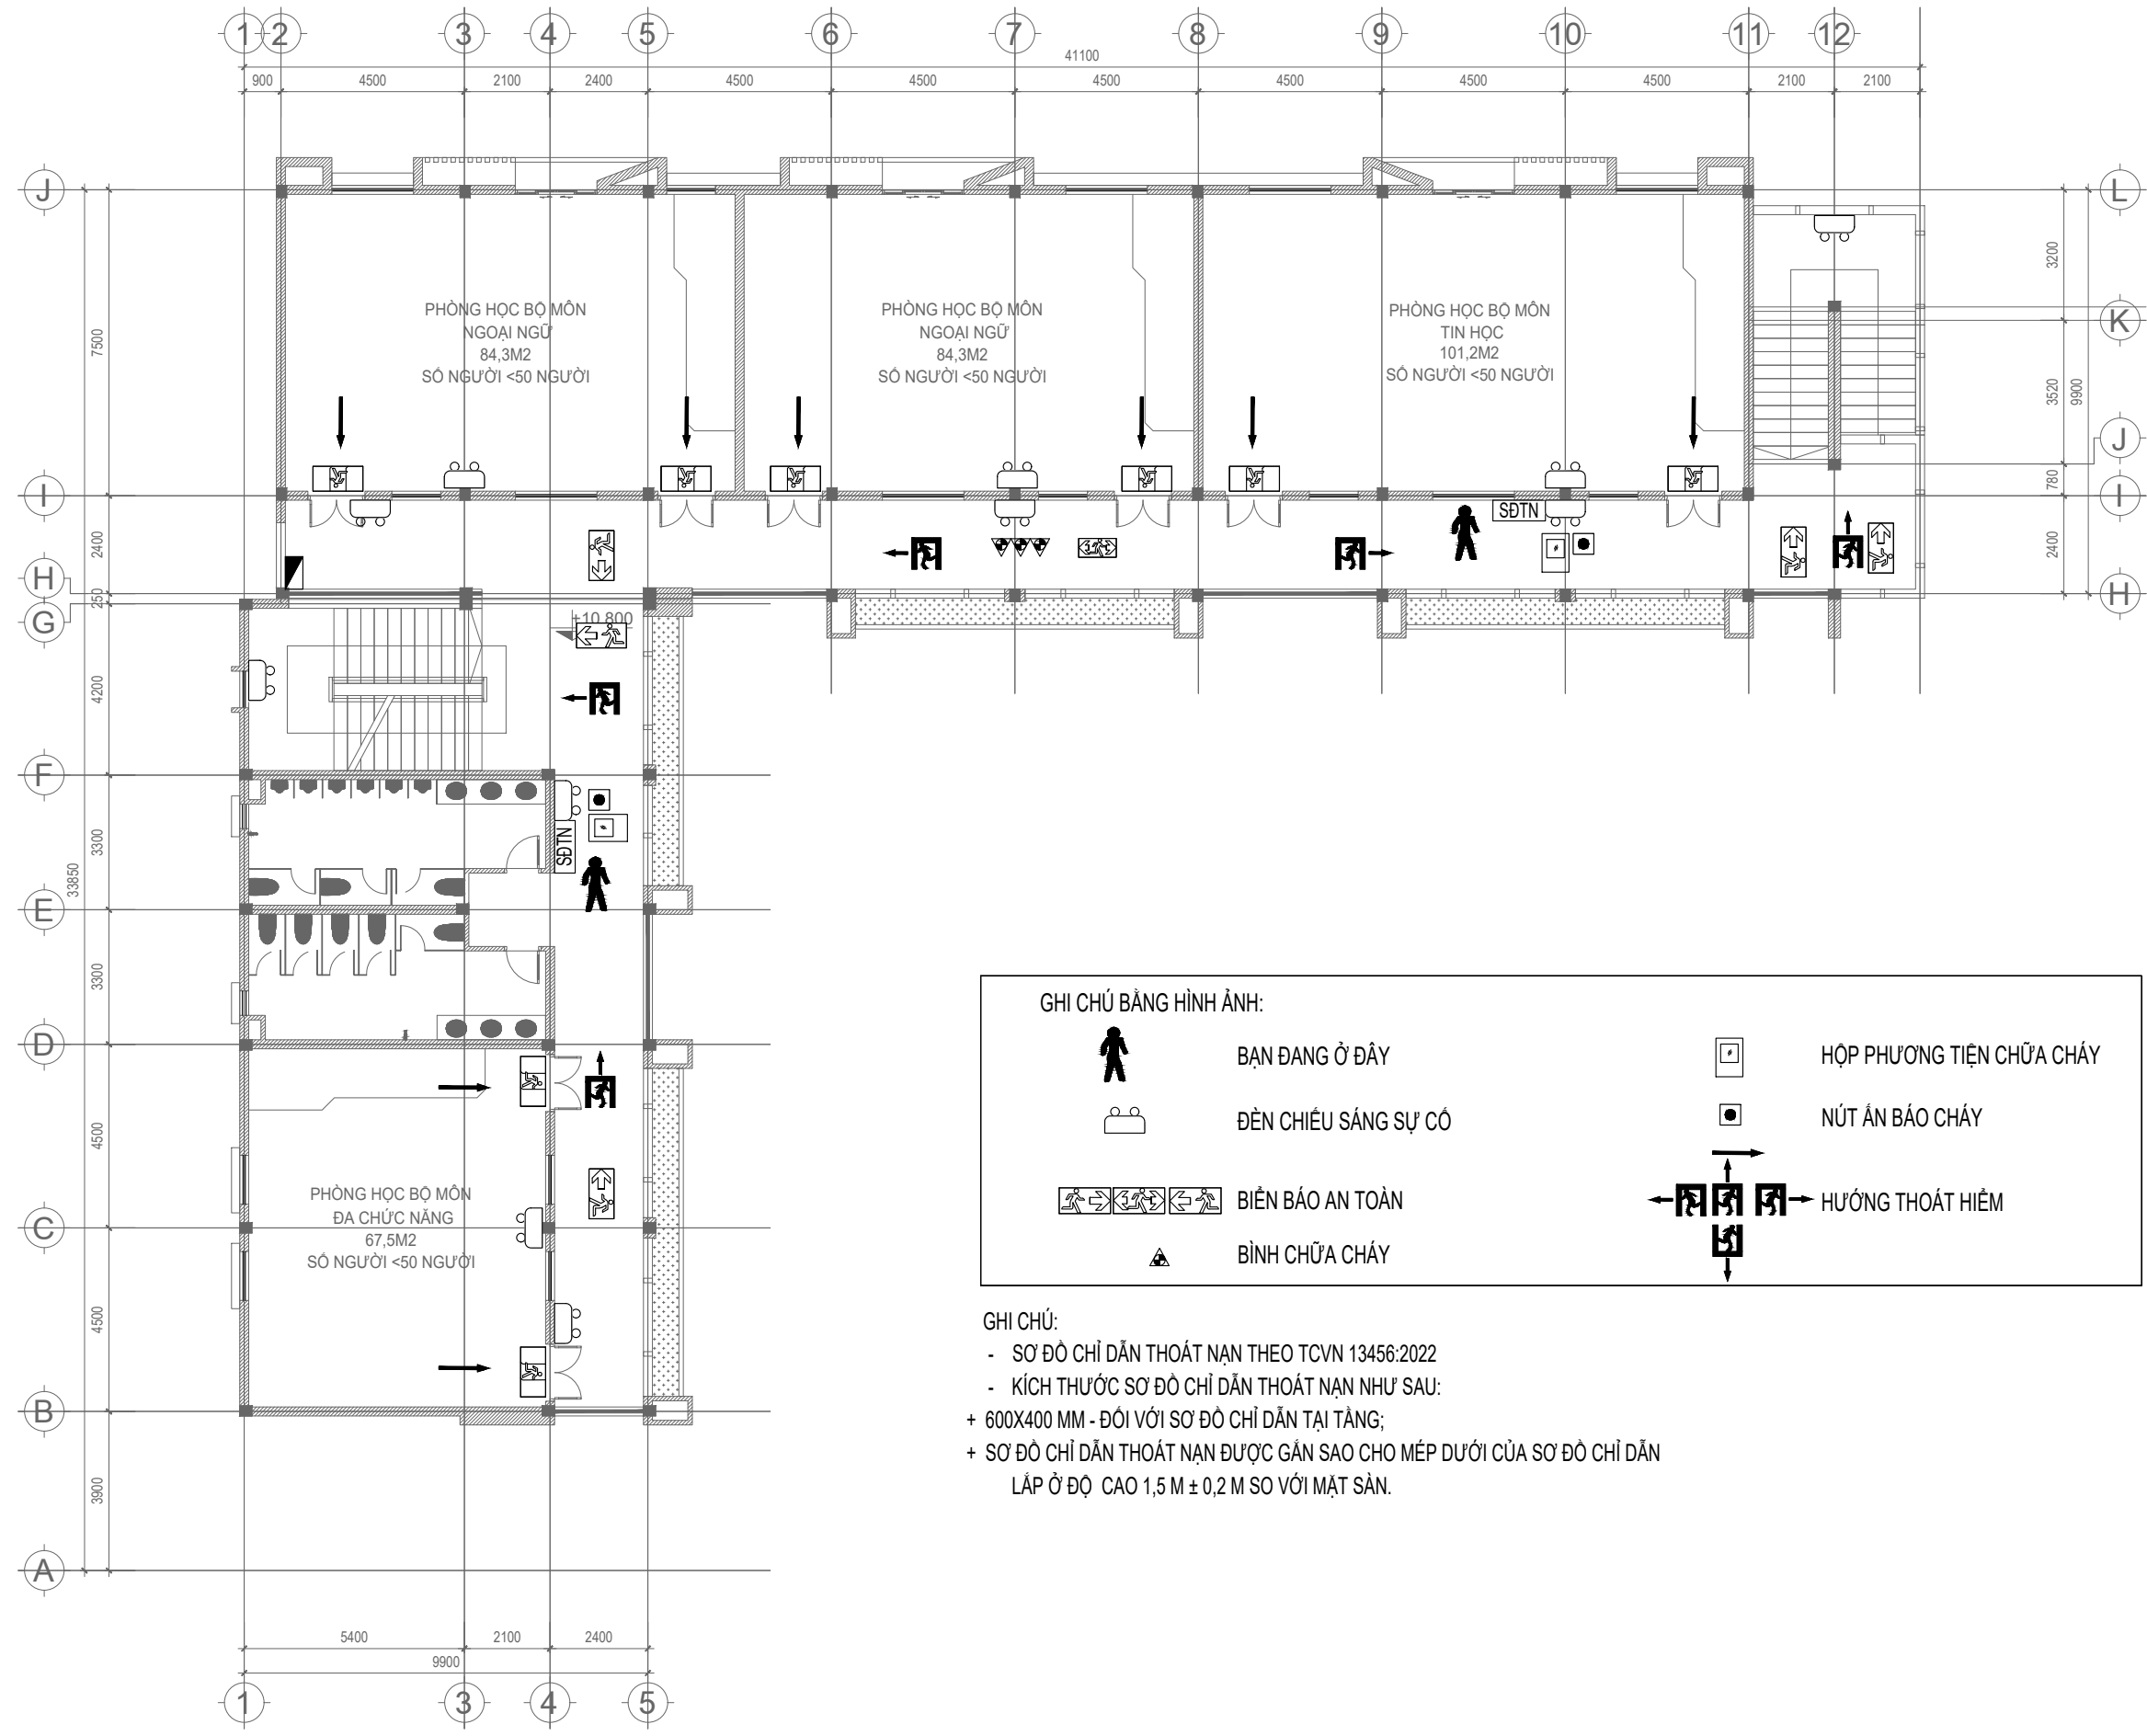 1 2 3 4 5 6 7 8 9 10 11 12
41100
900 4500 2100 2400 4500 4500 4500 4500 4500 4500 2100 2100
J
I
H
G
F
E
D
C
B
A
7500
2400
250
4200
3300
33850
3300
4500
4500
3900
L
K
J
I
H
3200
3520
9900
780
2400
PHÒNG HỌC BỘ MÔN
NGOẠI NGỮ
84,3M2
SỐ NGƯỜI <50 NGƯỜI
PHÒNG HỌC BỘ MÔN
NGOẠI NGỮ
84,3M2
SỐ NGƯỜI <50 NGƯỜI
PHÒNG HỌC BỘ MÔN
TIN HỌC
101,2M2
SỐ NGƯỜI <50 NGƯỜI
SĐTN
+10.800
SĐTN
PHÒNG HỌC BỘ MÔN
ĐA CHỨC NĂNG
67,5M2
SỐ NGƯỜI <50 NGƯỜI
5400 2100 2400
9900
1 3 4 5
GHI CHÚ BẰNG HÌNH ẢNH:
BẠN ĐANG Ở ĐÂY
ĐÈN CHIẾU SÁNG SỰ CỐ
BIỂN BÁO AN TOÀN
BÌNH CHỮA CHÁY
HỘP PHƯƠNG TIỆN CHỮA CHÁY
NÚT ẤN BÁO CHÁY
HƯỚNG THOÁT HIỂM
GHI CHÚ:
- SƠ ĐỒ CHỈ DẪN THOÁT NẠN THEO TCVN 13456:2022
- KÍCH THƯỚC SƠ ĐỒ CHỈ DẪN THOÁT NẠN NHƯ SAU:
+ 600X400 MM - ĐỐI VỚI SƠ ĐỒ CHỈ DẪN TẠI TẦNG;
+ SƠ ĐỒ CHỈ DẪN THOÁT NẠN ĐƯỢC GẮN SAO CHO MÉP DƯỚI CỦA SƠ ĐỒ CHỈ DẪN
LẮP Ở ĐỘ CAO 1,5 M ± 0,2 M SO VỚI MẶT SÀN.